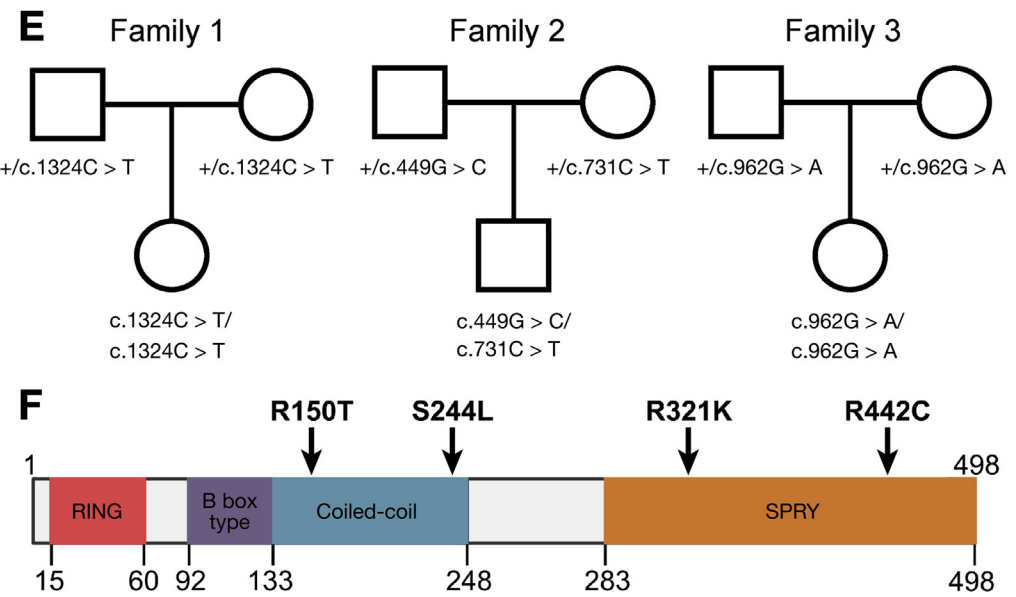 E
Family 1 Family 2 Family 3
+/c.1324C > T +/c.1324C > T +/c.449G > C +/c.731C > T +/c.962G > A +/c.962G > A
c.1324C > T/ c.449G > C/ c.962G > A/
c.1324C > T c.731C > T c.962G > A
F
R150T S244L R321K R442C
1 498
RING B box type Coiled-coil SPRY
15 60 92 133 248 283 498